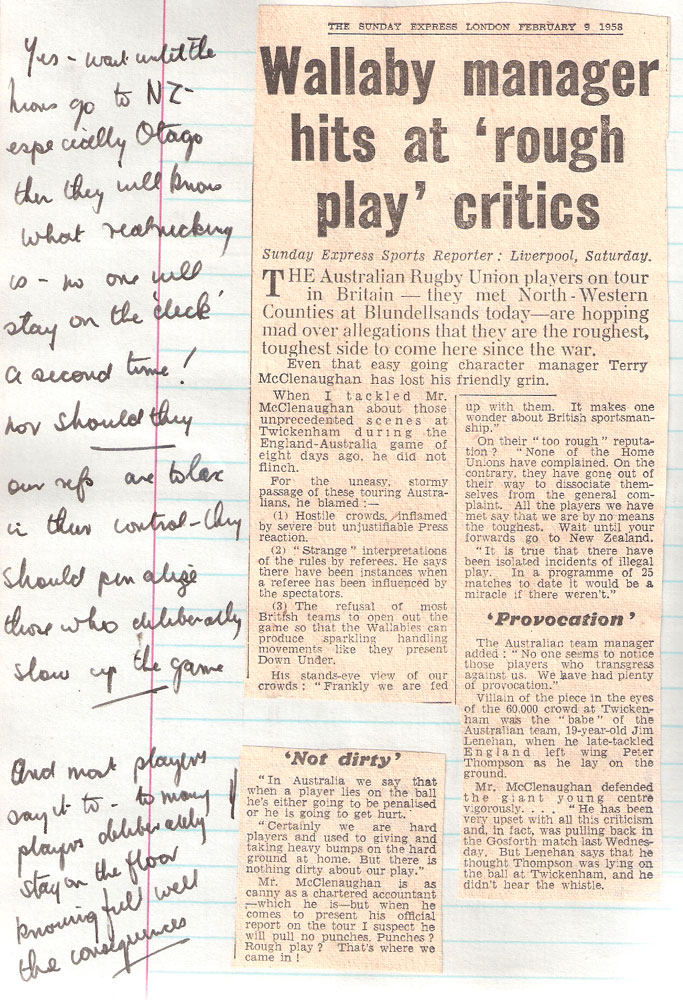 THE SUNDAY EXPRESS LONDON FEBRUARY 9 1958
Wallaby manager
hits at ‘rough
play’ critics
Sunday Express Sports Reporter : Liverpool, Saturday.
THE Australian Rugby Union players on tour
in Britain — they met North-Western
Counties at Blundellsands today—are hopping
mad over allegations that they are the roughest,
toughest side to come here since the war.
Even that easy going character manager Terry
McClenaughan has lost his friendly grin.
When I tackled Mr.
McClenaughan about those
unprecedented scenes at
Twickenham during the
England-Australia game of
eight days ago, he did not
flinch.
For the uneasy, stormy
passage of these touring Austra-
lians, he blamed :—
(1) Hostile crowds, inflamed
by severe but unjustifiable Press
reaction.
(2) “ Strange ” interpretations
of the rules by referees. He says
there have been instances when
a referee has been influenced by
the spectators.
(3) The refusal of most
British teams to open out the
game so that the Wallabies can
produce sparkling handling
movements like they present
Down Under.
His stands-eye view of our
crowds : “ Frankly we are fed
up with them. It makes one
wonder about British sportsman-
ship.”
On their “ too rough ” reputa-
tion ? “ None of the Home
Unions have complained. On the
contrary, they have gone out of
their way to dissociate them-
selves from the general com-
plaint. All the players we have
met say that we are by no means
the toughest. Wait until your
forwards go to New Zealand.
“ It is true that there have
been isolated incidents of illegal
play. In a programme of 25
matches to date it would be a
miracle if there weren't.”
‘Provocation’
The Australian team manager
added : “ No one seems to notice
those players who transgress
against us. We have had plenty
of provocation.”
Villain of the piece in the eyes
of the 60,000 crowd at Twicken-
ham was the “ babe ” of the
Australian team, 19-year-old Jim
Lenehan, when he late-tackled
England left wing Peter
Thompson as he lay on the
ground.
Mr. McClenaughan defended
the giant young centre
vigorously. . . . “ He has been
very upset with all this criticism
and, in fact, was pulling back in
the Gosforth match last Wednes-
day. But Lenehan says that he
thought Thompson was lying on
the ball at Twickenham, and he
didn't hear the whistle.
‘Not dirty’
“ In Australia we say that
when a player lies on the ball
he's either going to be penalised
or he is going to get hurt.
“ Certainly we are hard
players and used to giving and
taking heavy bumps on the hard
ground at home. But there is
nothing dirty about our play.”
Mr. McClenaughan is as
canny as a chartered accountant
—which he is—but when he
comes to present his official
report on the tour I suspect he
will pull no punches. Punches ?
Rough play ? That's where we
came in !
Yes - wait until the
lions go to NZ -
especially Otago
then they will know
what real rucking
is - no one will
stay on the 'deck'
a second time !
nor should they
our refs are to lax
in their control - they
should penalize
those who deliberately
slow up the game
And most players
say it to - to many
players deliberately
stay on the floor
knowing full well
the consequences